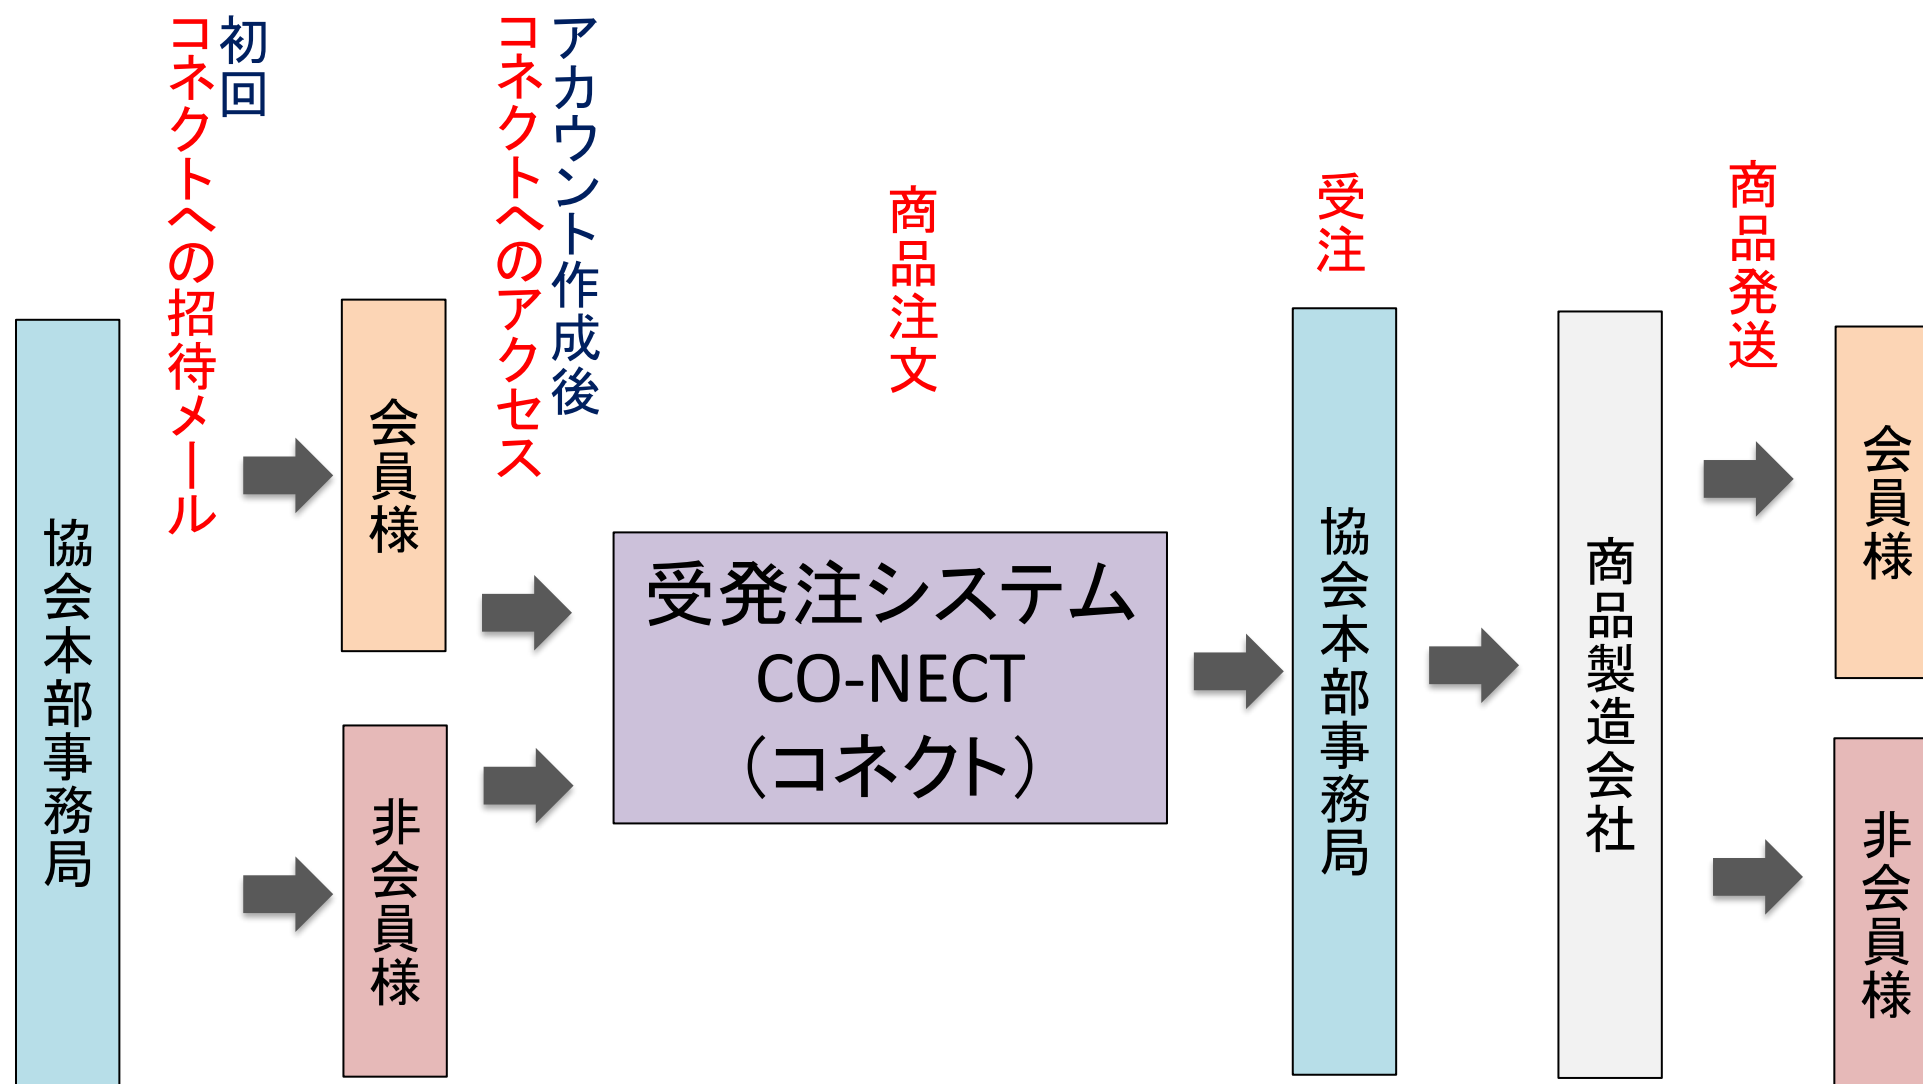 協会本部事務局
初回
コネクトへの招待メール
会員様
非会員様
アカウント作成後
コネクトへのアクセス
商品注文
受発注システム
CO-NECT
（コネクト）
受注
協会本部事務局
商品製造会社
商品発送
会員様
非会員様